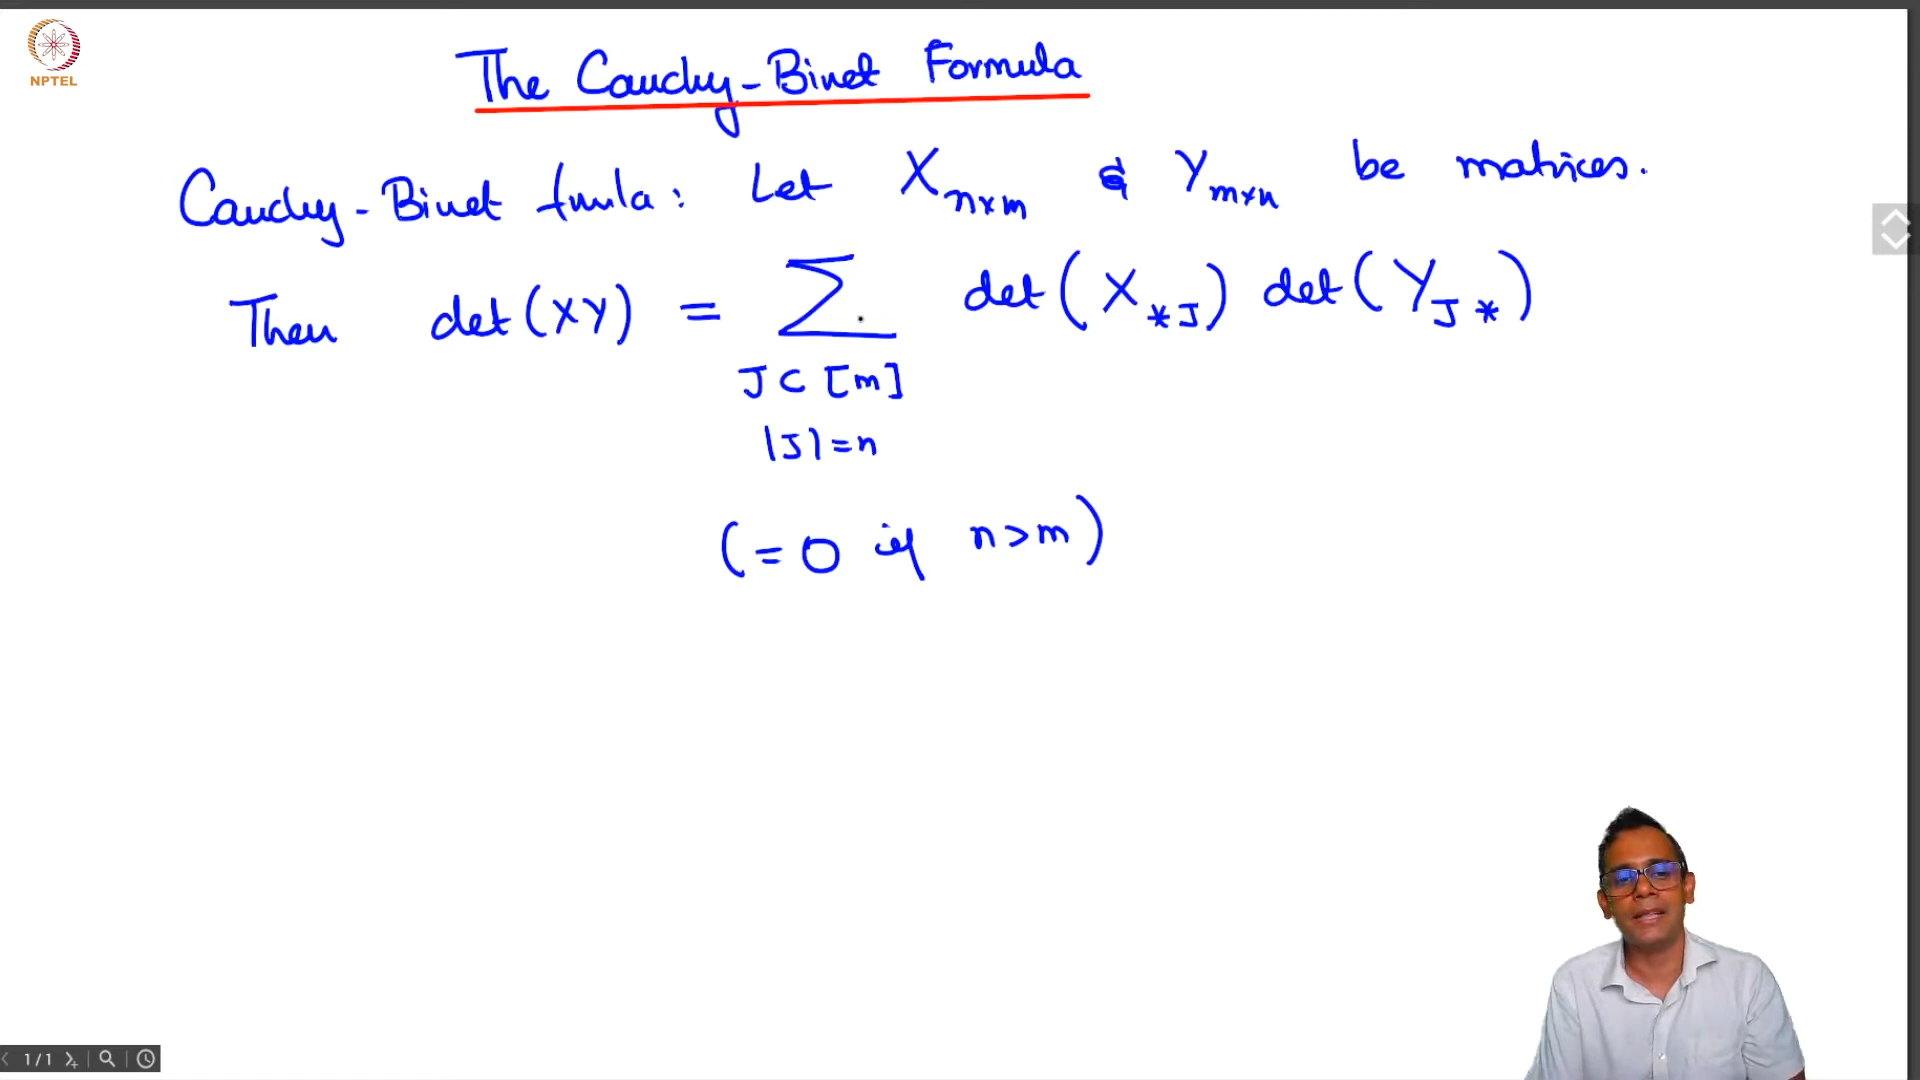 NPTEL
The Cauchy-Binet Formula
Cauchy-Binet fmla: Let X_{n×m} & Y_{m×n} be matrices.
Then det(XY) = ∑ det(X_{*J}) det(Y_{J*})
J ⊂ [m]
|J| = n
(= 0 if n > m)
1/1